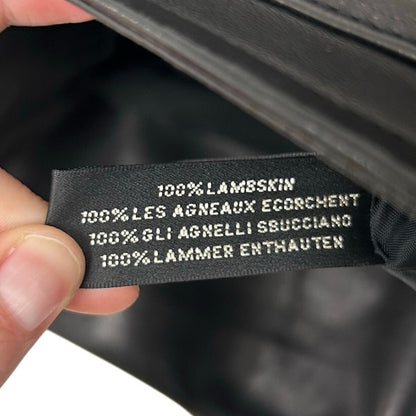 100% LAMBSKIN
100% LES AGNEAUX ECORCHENT
100% GLI AGNELLI SBUCCIANO
100% LAMMER ENTHAUTEN